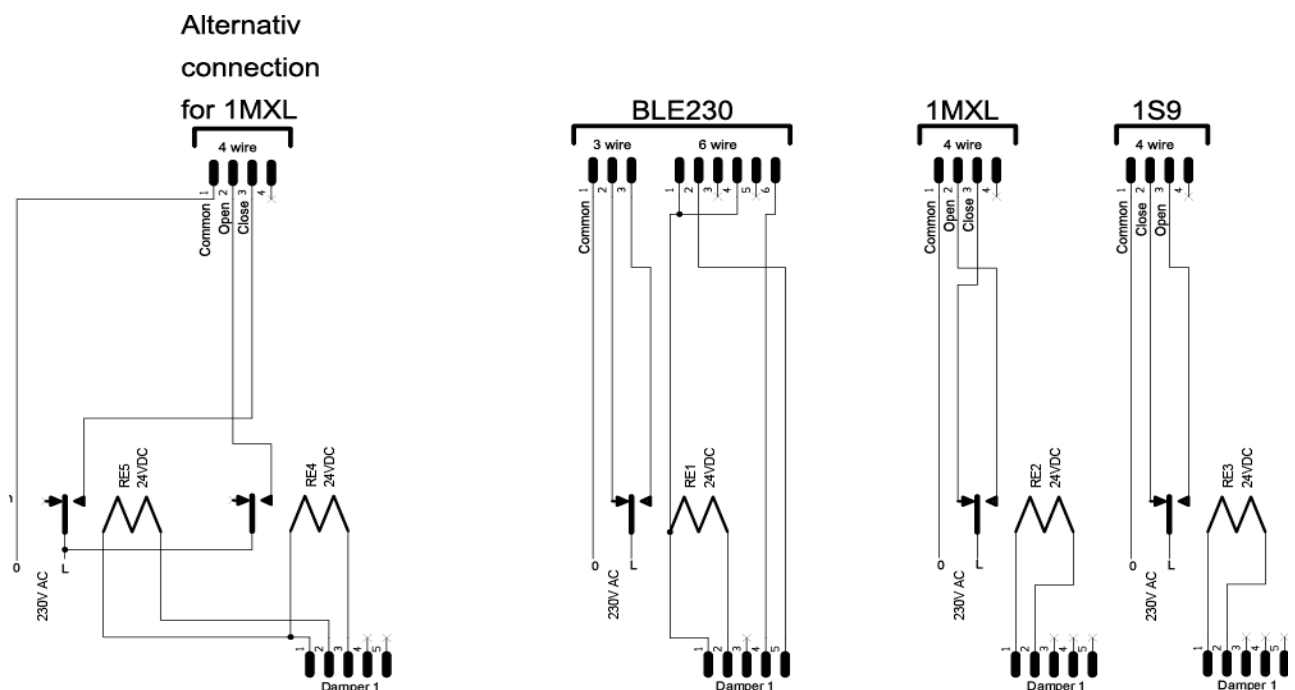 Alternativ
connection
for 1MXL
4 wire
1 2 3 4
Common
Open
Close
RE5
24VDC
RE4
24VDC
0
L
230V AC
1 2 3 4 5
Damper 1
BLE230
3 wire
6 wire
1 2 3
1 2 3 4 5 6
Common
RE1
24VDC
0
L
230V AC
1 2 3 4 5
Damper 1
1MXL
4 wire
1 2 3 4
Common
Open
Close
RE2
24VDC
0
L
230V AC
1 2 3 4 5
Damper 1
1S9
4 wire
1 2 3 4
Common
Close
Open
RE3
24VDC
0
L
230V AC
1 2 3 4 5
Damper 1